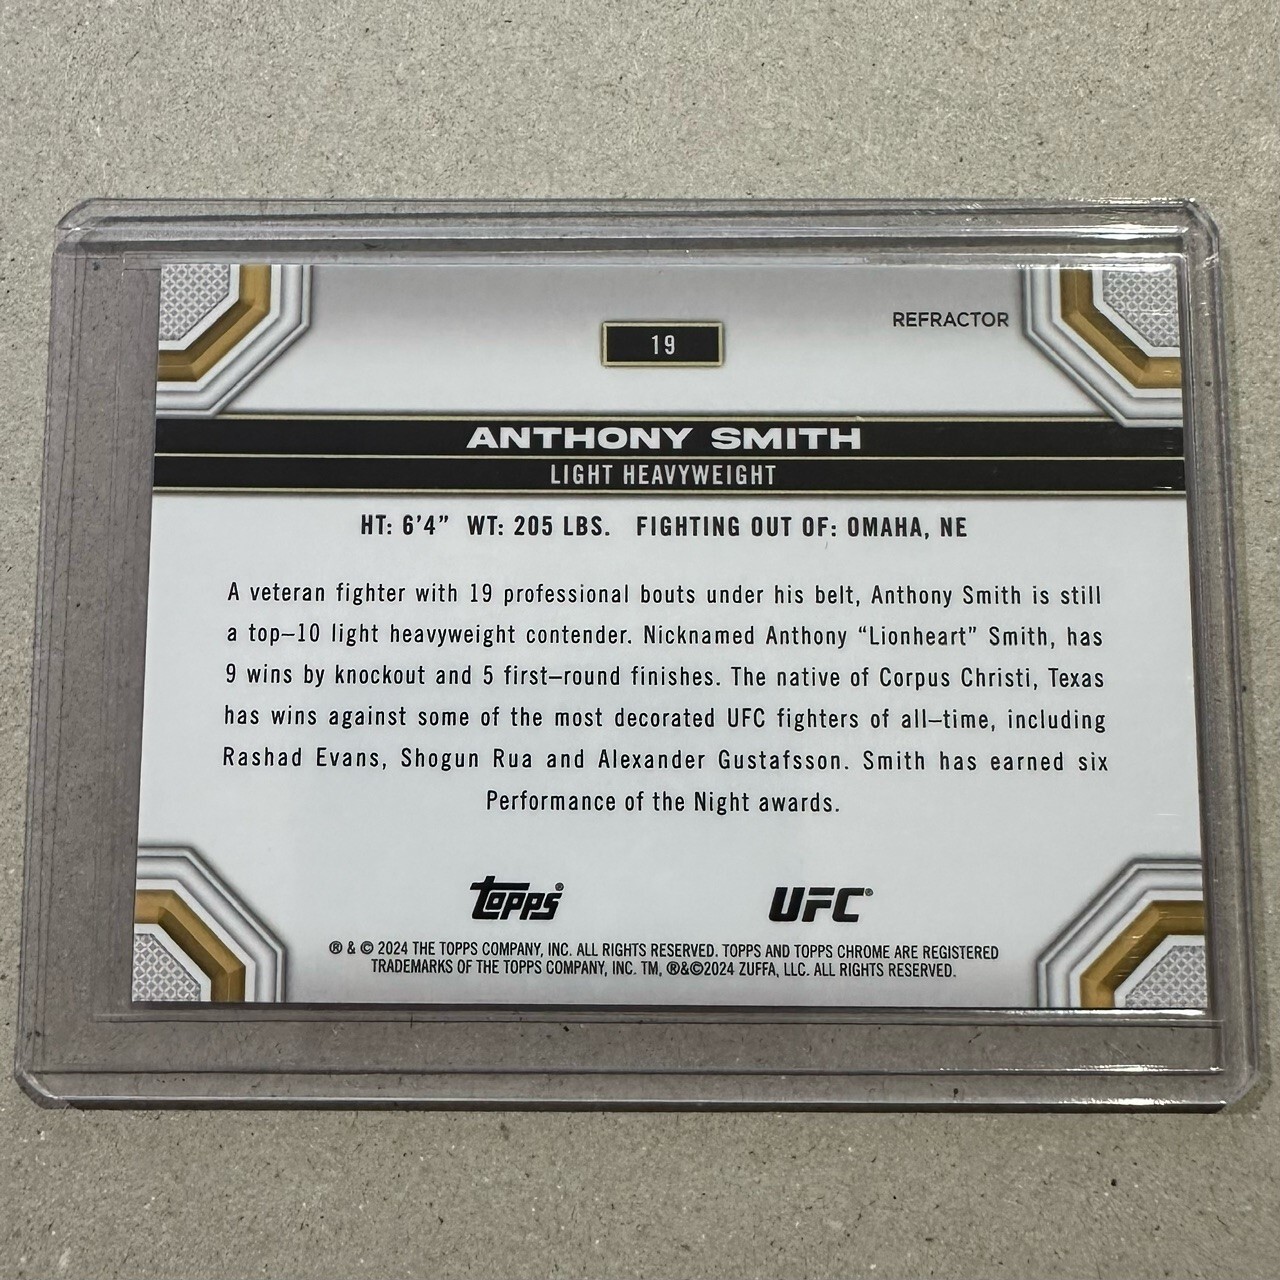 REFRACTOR
19
ANTHONY SMITH
LIGHT HEAVYWEIGHT
HT: 6'4" WT: 205 LBS. FIGHTING OUT OF: OMAHA, NE
A veteran fighter with 19 professional bouts under his belt, Anthony Smith is still
a top–10 light heavyweight contender. Nicknamed Anthony “Lionheart” Smith, has
9 wins by knockout and 5 first–round finishes. The native of Corpus Christi, Texas
has wins against some of the most decorated UFC fighters of all–time, including
Rashad Evans, Shogun Rua and Alexander Gustafsson. Smith has earned six
Performance of the Night awards.
Topps® UFC®
® & © 2024 THE TOPPS COMPANY, INC. ALL RIGHTS RESERVED. TOPPS AND TOPPS CHROME ARE REGISTERED
TRADEMARKS OF THE TOPPS COMPANY, INC. TM, ®&©2024 ZUFFA, LLC. ALL RIGHTS RESERVED.